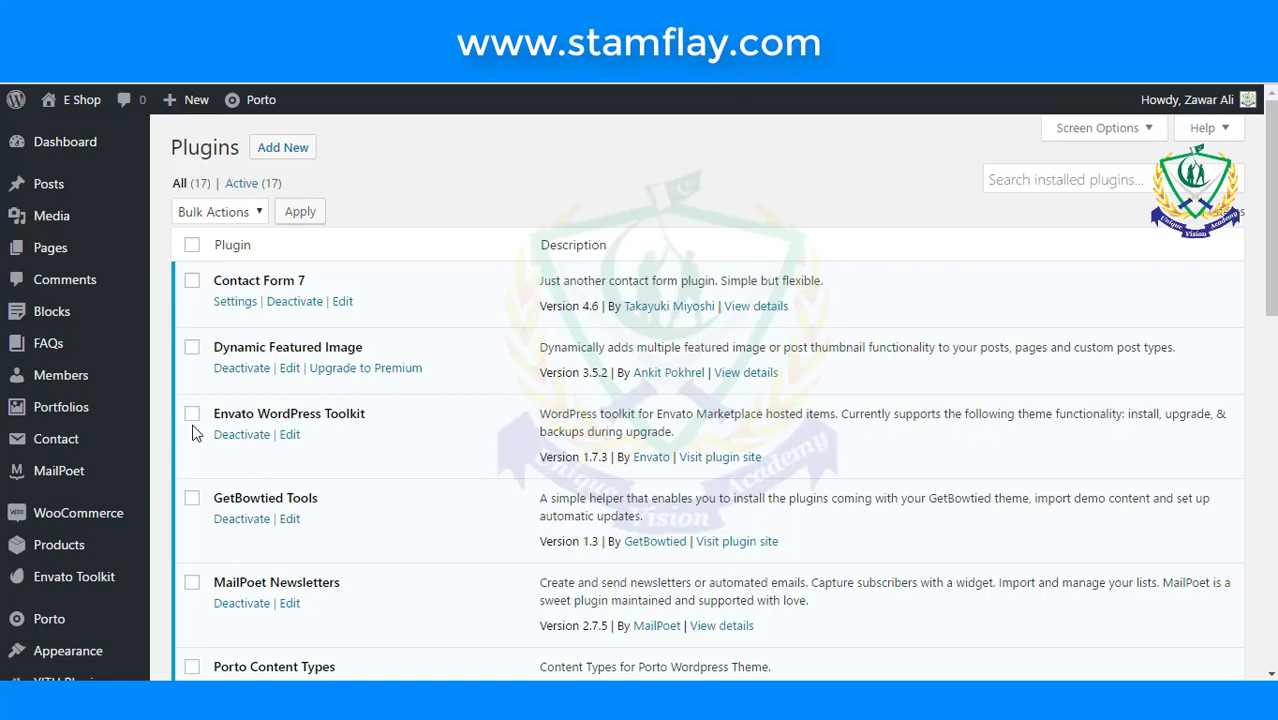 www.stamflay.com
E Shop 0 New Porto Howdy, Zawar Ali
Screen Options Help
Dashboard
Posts
Media
Pages
Comments
Blocks
FAQs
Members
Portfolios
Contact
MailPoet
WooCommerce
Products
Envato Toolkit
Porto
Appearance
Plugins Add New
All (17) | Active (17)
Search installed plugins...
Bulk Actions Apply
Plugin Description
Contact Form 7
Settings | Deactivate | Edit
Just another contact form plugin. Simple but flexible.
Version 4.6 | By Takayuki Miyoshi | View details
Dynamic Featured Image
Deactivate | Edit | Upgrade to Premium
Dynamically adds multiple featured image or post thumbnail functionality to your posts, pages and custom post types.
Version 3.5.2 | By Ankit Pokhrel | View details
Envato WordPress Toolkit
Deactivate | Edit
WordPress toolkit for Envato Marketplace hosted items. Currently supports the following theme functionality: install, upgrade, &
backups during upgrade.
Version 1.7.3 | By Envato | Visit plugin site
GetBowtied Tools
Deactivate | Edit
A simple helper that enables you to install the plugins coming with your GetBowtied theme, import demo content and set up
automatic updates.
Version 1.3 | By GetBowtied | Visit plugin site
MailPoet Newsletters
Deactivate | Edit
Create and send newsletters or automated emails. Capture subscribers with a widget. Import and manage your lists. MailPoet is a
sweet plugin maintained and supported with love.
Version 2.7.5 | By MailPoet | View details
Porto Content Types
Content Types for Porto Wordpress Theme.
Unique Vision Academy
Unique Vision Academy